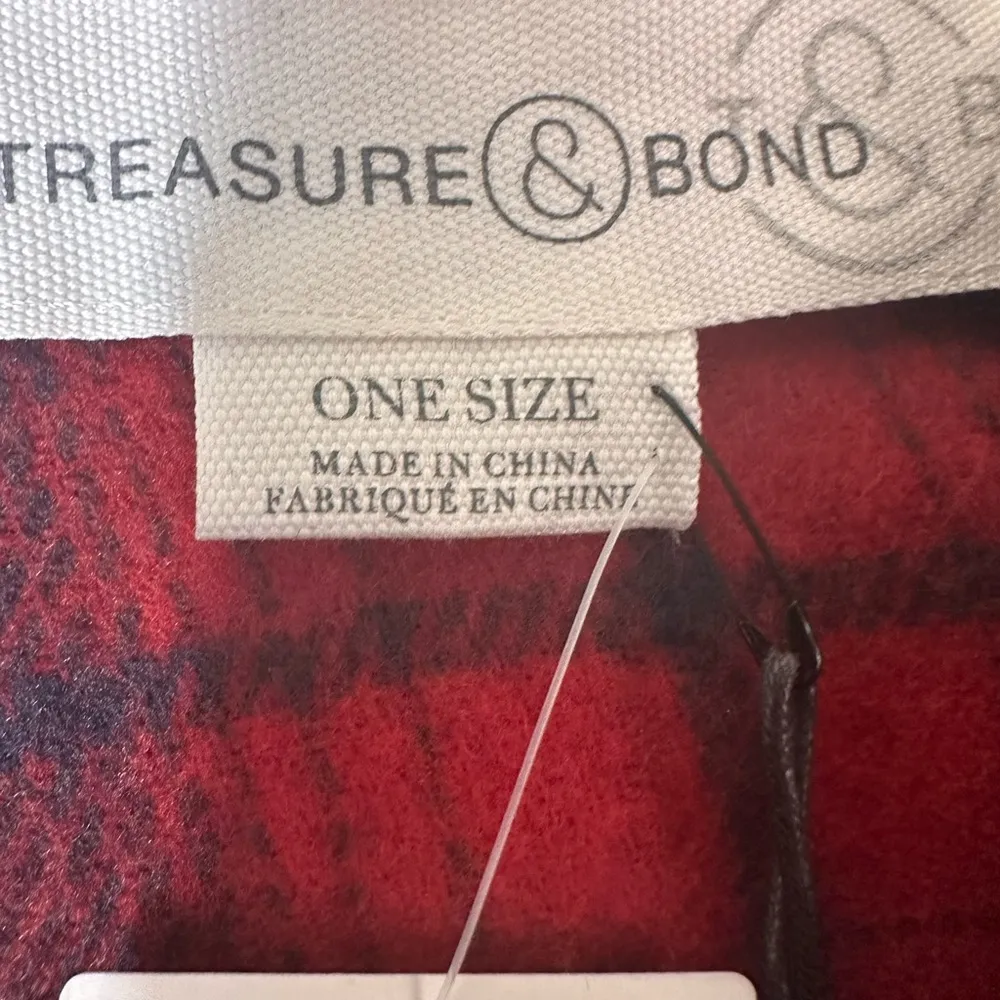 TREASURE & BOND
ONE SIZE
MADE IN CHINA
FABRIQUÉ EN CHINE